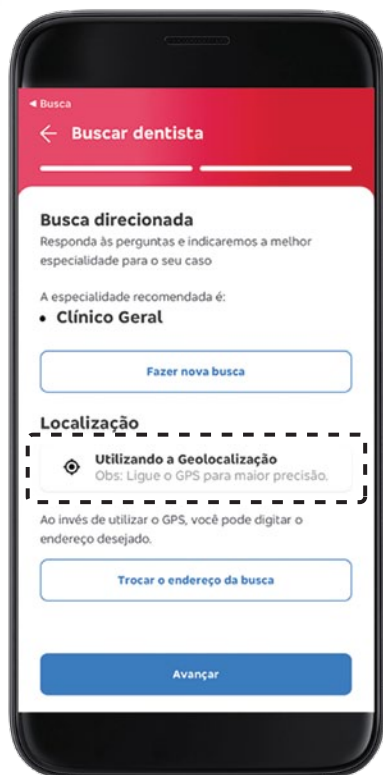 ◄ Busca
← Buscar dentista
Busca direcionada
Responda às perguntas e indicaremos a melhor
especialidade para o seu caso
A especialidade recomendada é:
• Clínico Geral
Fazer nova busca
Localização
Utilizando a Geolocalização
Obs: Ligue o GPS para maior precisão.
Ao invés de utilizar o GPS, você pode digitar o
endereço desejado.
Trocar o endereço da busca
Avançar